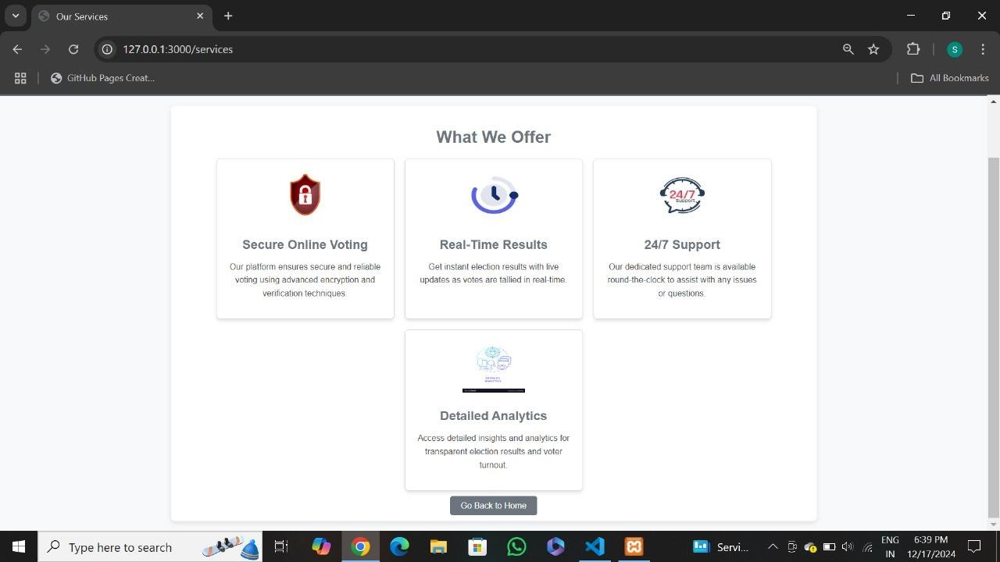 Our Services
127.0.0.1:3000/services
S
GitHub Pages Creat...
All Bookmarks
What We Offer
24/7
Support
Secure Online Voting
Our platform ensures secure and reliable
voting using advanced encryption and
verification techniques
Real-Time Results
Get instant election results with live
updates as votes are tallied in real-time.
24/7 Support
Our dedicated support team is available
round-the-clock to assist with any issues
or questions.
Detailed Analytics
Access detailed insights and analytics for
transparent election results and voter
turnout.
Go Back to Home
Type here to search
Servi...
ENG
IN
6:39 PM
12/17/2024